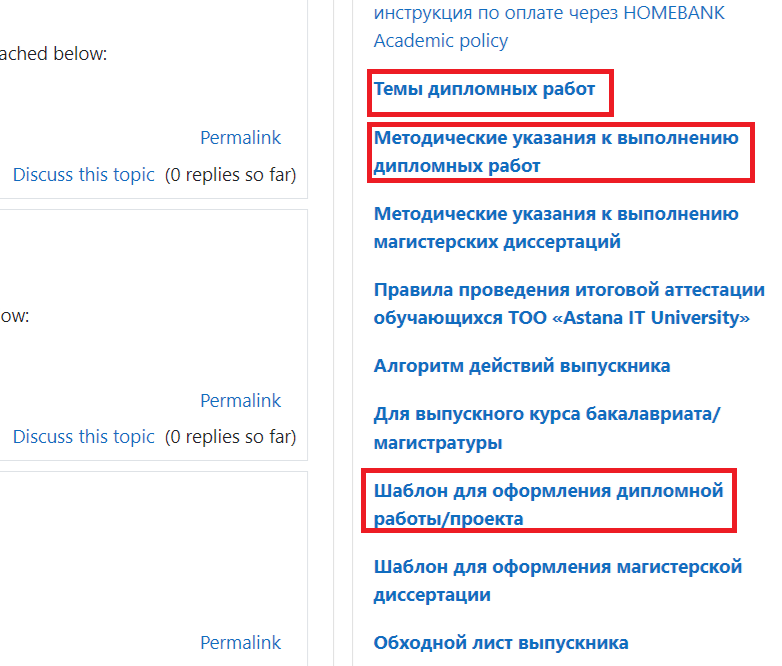 ached below:
Permalink
Discuss this topic (0 replies so far)
ow:
Permalink
Discuss this topic (0 replies so far)
Permalink
инструкция по оплате через HOMEBANK
Academic policy
Темы дипломных работ
Методические указания к выполнению
дипломных работ
Методические указания к выполнению
магистерских диссертаций
Правила проведения итоговой аттестации
обучающихся ТОО «Astana IT University»
Алгоритм действий выпускника
Для выпускного курса бакалавриата/
магистратуры
Шаблон для оформления дипломной
работы/проекта
Шаблон для оформления магистерской
диссертации
Обходной лист выпускника